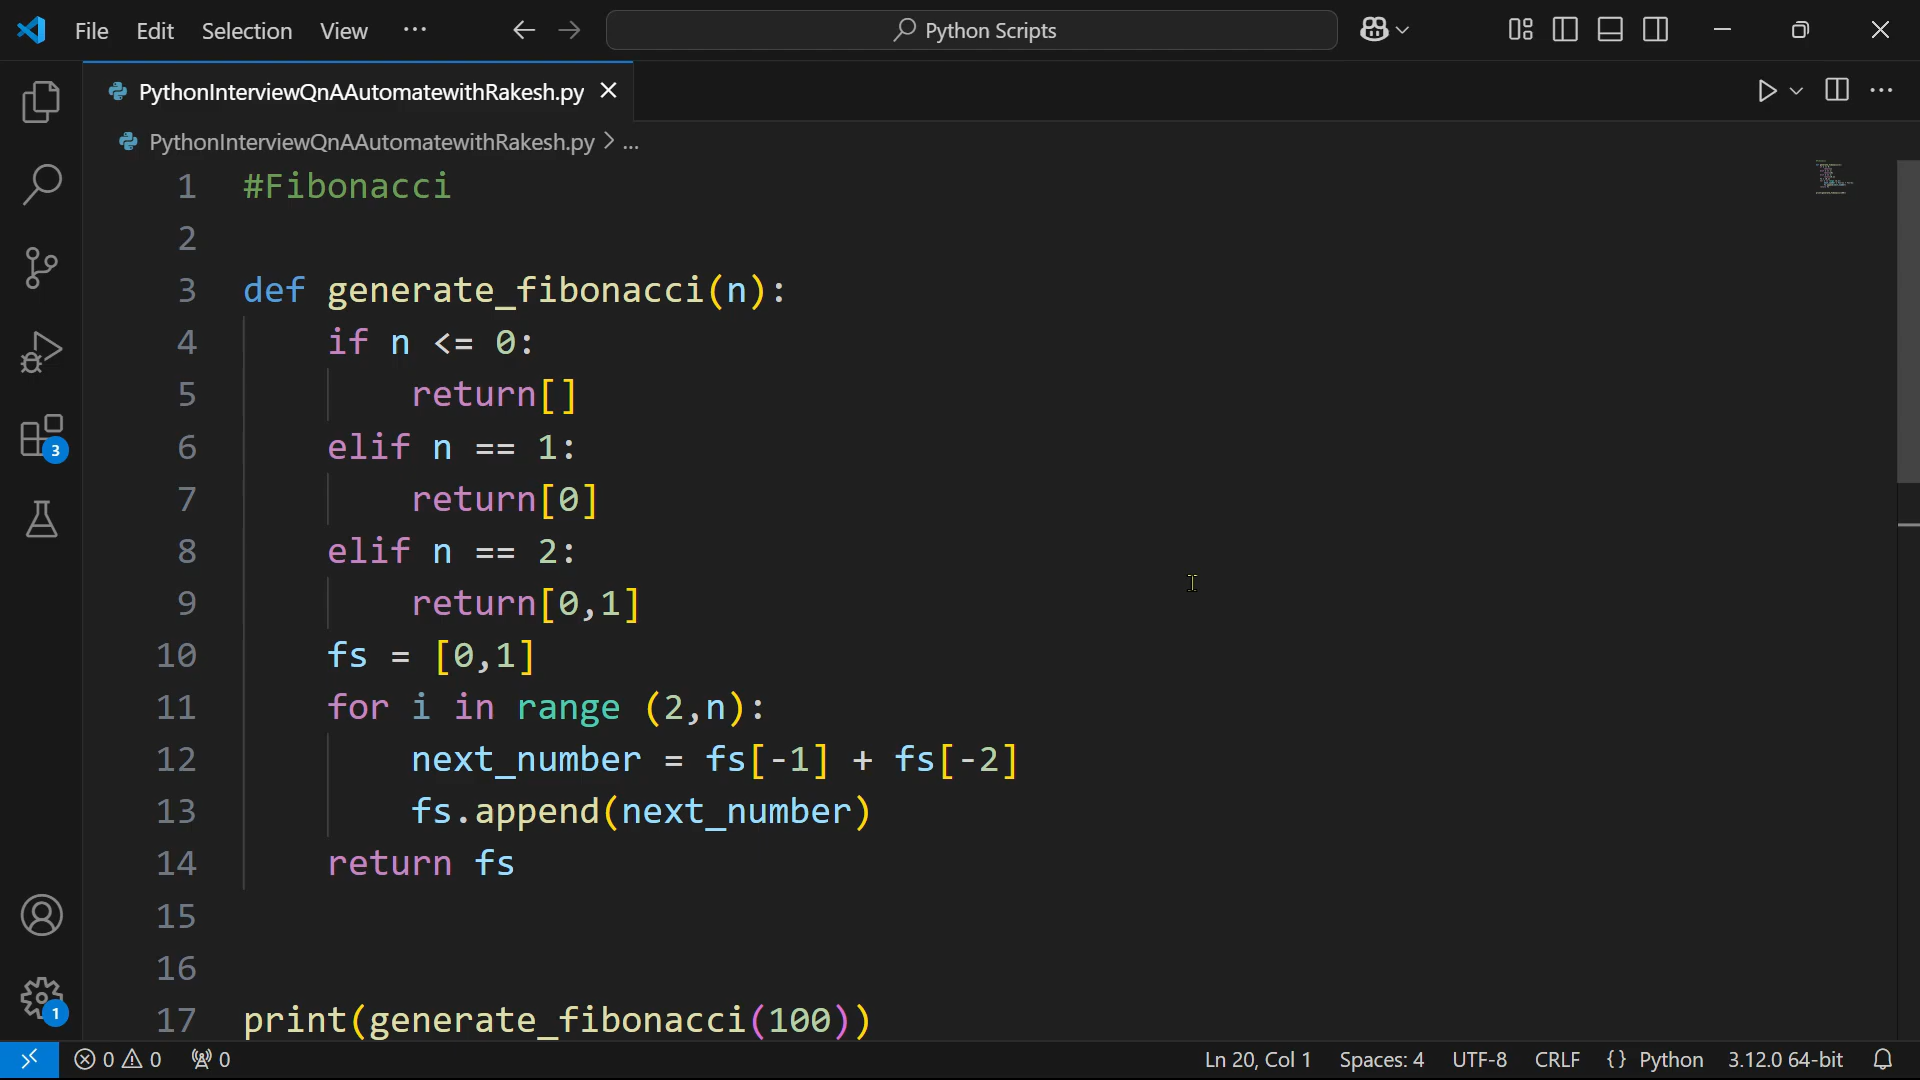 File Edit Selection View ··· Python Scripts
PythonInterviewQnAAutomatewithRakesh.py
PythonInterviewQnAAutomatewithRakesh.py > ...
1 #Fibonacci
2
3 def generate_fibonacci(n):
4     if n <= 0:
5         return[]
6     elif n == 1:
7         return[0]
8     elif n == 2:
9         return[0,1]
10     fs = [0,1]
11     for i in range (2,n):
12         next_number = fs[-1] + fs[-2]
13         fs.append(next_number)
14     return fs
15
16
17 print(generate_fibonacci(100))
3
1
0 0 0 Ln 20, Col 1 Spaces: 4 UTF-8 CRLF {} Python 3.12.0 64-bit